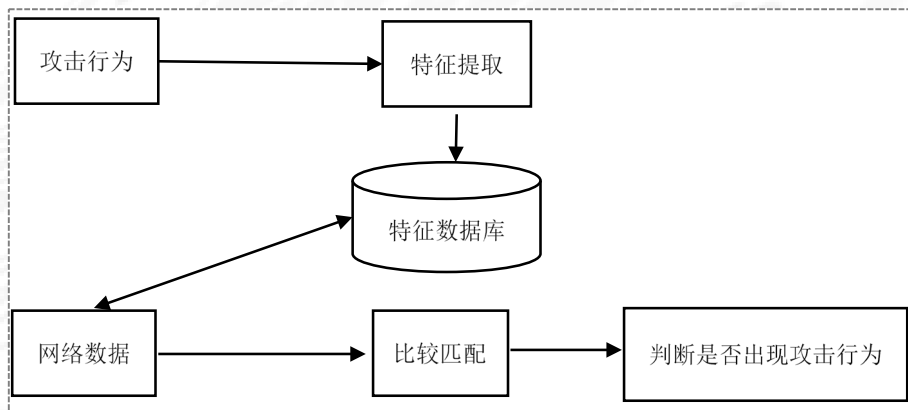 攻击行为
特征提取
特征数据库
网络数据
比较匹配
判断是否出现攻击行为